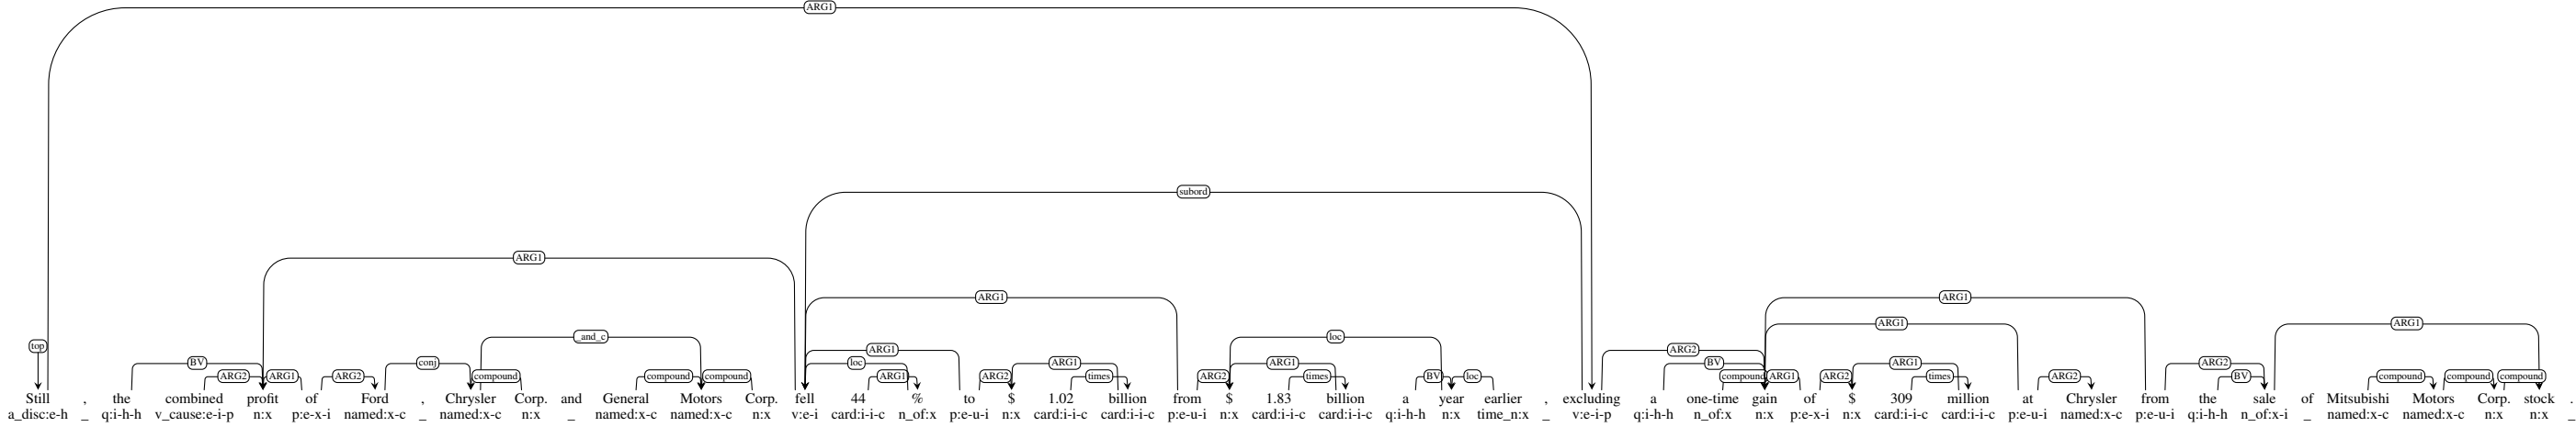 ARG1
subord
ARG1
ARG1 ARG1
_and_c loc ARG1 ARG1
top ARG1 ARG2
BV conj loc ARG1 ARG1 BV ARG1 ARG2
ARG2 ARG1 ARG2 compound compound compound ARG1 ARG2 times ARG2 times BV loc compound ARG1 ARG2 times ARG2 BV compound compound compound
Still , the combined profit of Ford , Chrysler Corp. and General Motors Corp. fell 44 % to $ 1.02 billion from $ 1.83 billion a year earlier , excluding a one-time gain of $ 309 million at Chrysler from the sale of Mitsubishi Motors Corp. stock .
a_disc:e-h _ q:i-h-h v_cause:e-i-p n:x p:e-x-i named:x-c _ named:x-c n:x _ named:x-c named:x-c n:x v:e-i card:i-i-c n_of:x p:e-u-i n:x card:i-i-c card:i-i-c p:e-u-i n:x card:i-i-c card:i-i-c q:i-h-h n:x time_n:x _ v:e-i-p q:i-h-h n_of:x n:x p:e-x-i n:x card:i-i-c card:i-i-c p:e-u-i named:x-c p:e-u-i q:i-h-h n_of:x-i _ named:x-c named:x-c n:x n:x _